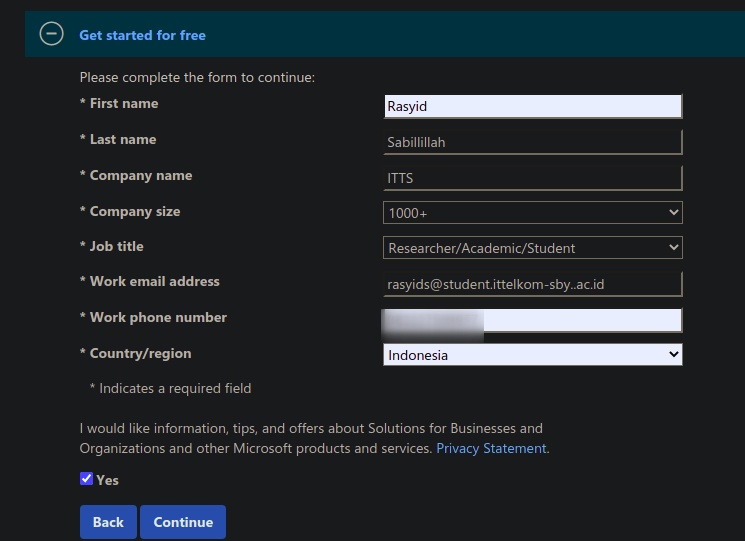 Get started for free
Please complete the form to continue:
* First name Rasyid
* Last name Sabillillah
* Company name ITTS
* Company size 1000+
* Job title Researcher/Academic/Student
* Work email address rasyids@student.ittelkom-sby..ac.id
* Work phone number
* Country/region Indonesia
* Indicates a required field
I would like information, tips, and offers about Solutions for Businesses and
Organizations and other Microsoft products and services. Privacy Statement.
Yes
Back Continue